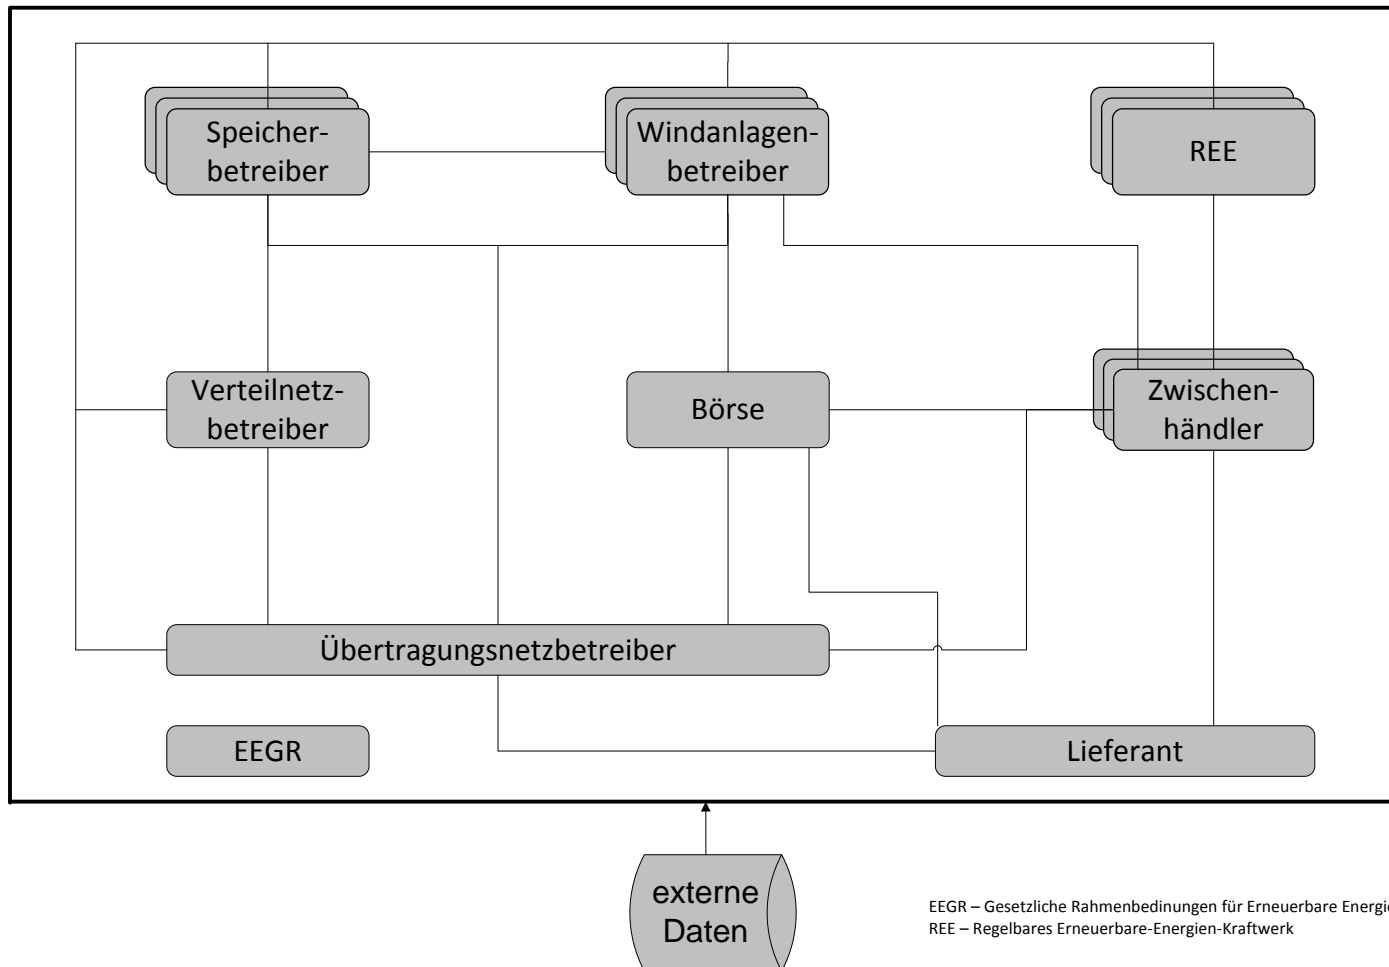 Speicher-
betreiber
Windanlagen-
betreiber
REE
Verteilnetz-
betreiber
Börse
Zwischen-
händler
Übertragungsnetzbetreiber
EEGR
Lieferant
externe
Daten
EEGR – Gesetzliche Rahmenbedinungen für Erneuerbare Energie
REE – Regelbares Erneuerbare-Energien-Kraftwerk